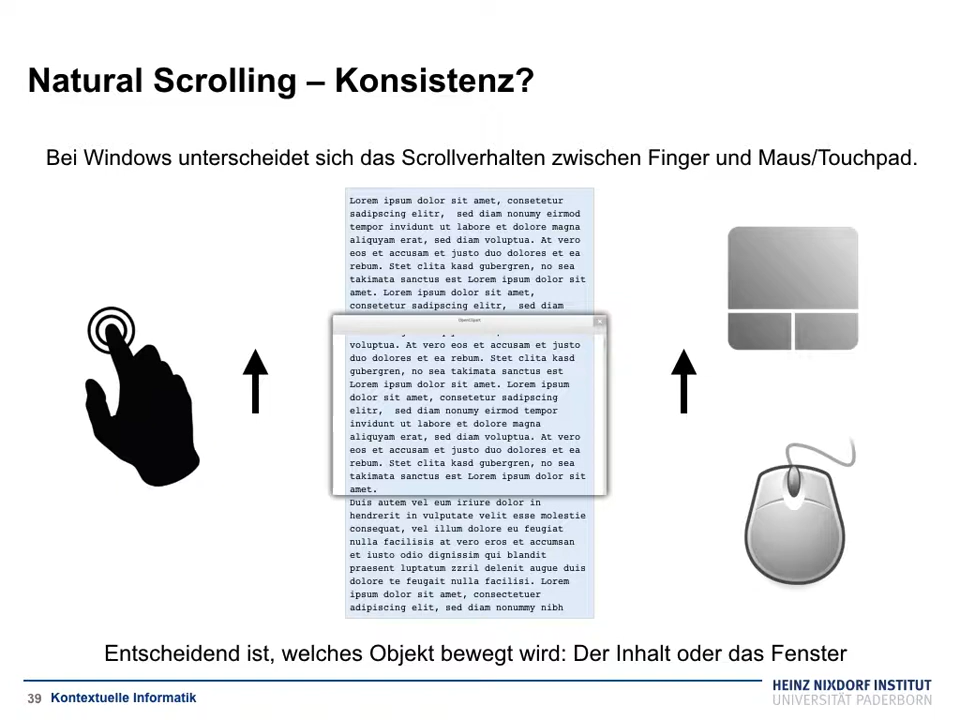 Natural Scrolling – Konsistenz?
Bei Windows unterscheidet sich das Scrollverhalten zwischen Finger und Maus/Touchpad.
Lorem ipsum dolor sit amet, consetetur
sadipscing elitr,  sed diam nonumy eirmod
tempor invidunt ut labore et dolore magna
aliquyam erat, sed diam voluptua. At vero
eos et accusam et justo duo dolores et ea
rebum. Stet clita kasd gubergren, no sea
takimata sanctus est Lorem ipsum dolor sit
amet. Lorem ipsum dolor sit amet,
consetetur sadipscing elitr,  sed diam
voluptua. At vero eos et accusam et justo
duo dolores et ea rebum. Stet clita kasd
gubergren, no sea takimata sanctus est
Lorem ipsum dolor sit amet. Lorem ipsum
dolor sit amet, consetetur sadipscing
elitr,  sed diam nonumy eirmod tempor
invidunt ut labore et dolore magna
aliquyam erat, sed diam voluptua. At vero
eos et accusam et justo duo dolores et ea
rebum. Stet clita kasd gubergren, no sea
takimata sanctus est Lorem ipsum dolor sit
amet.
Duis autem vel eum iriure dolor in
hendrerit in vulputate velit esse molestie
consequat, vel illum dolore eu feugiat
nulla facilisis at vero eros et accumsan
et iusto odio dignissim qui blandit
praesent luptatum zzril delenit augue duis
dolore te feugait nulla facilisi. Lorem
ipsum dolor sit amet, consectetuer
adipiscing elit, sed diam nonummy nibh
Entscheidend ist, welches Objekt bewegt wird: Der Inhalt oder das Fenster
39 Kontextuelle Informatik
HEINZ NIXDORF INSTITUT
UNIVERSITÄT PADERBORN